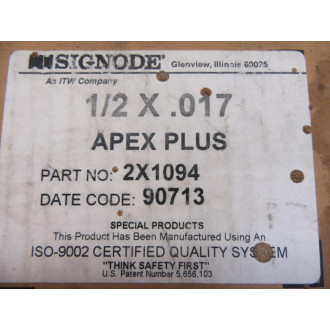 SIGNODE® Glenview, Illinois 60025
An ITW Company
1/2 X .017
APEX PLUS
PART NO: 2X1094
DATE CODE: 90713
SPECIAL PRODUCTS
This Product Has Been Manufactured Using An
ISO-9002 CERTIFIED QUALITY SYSTEM
"THINK SAFETY FIRST"
U.S. Patent Number 5,656,103